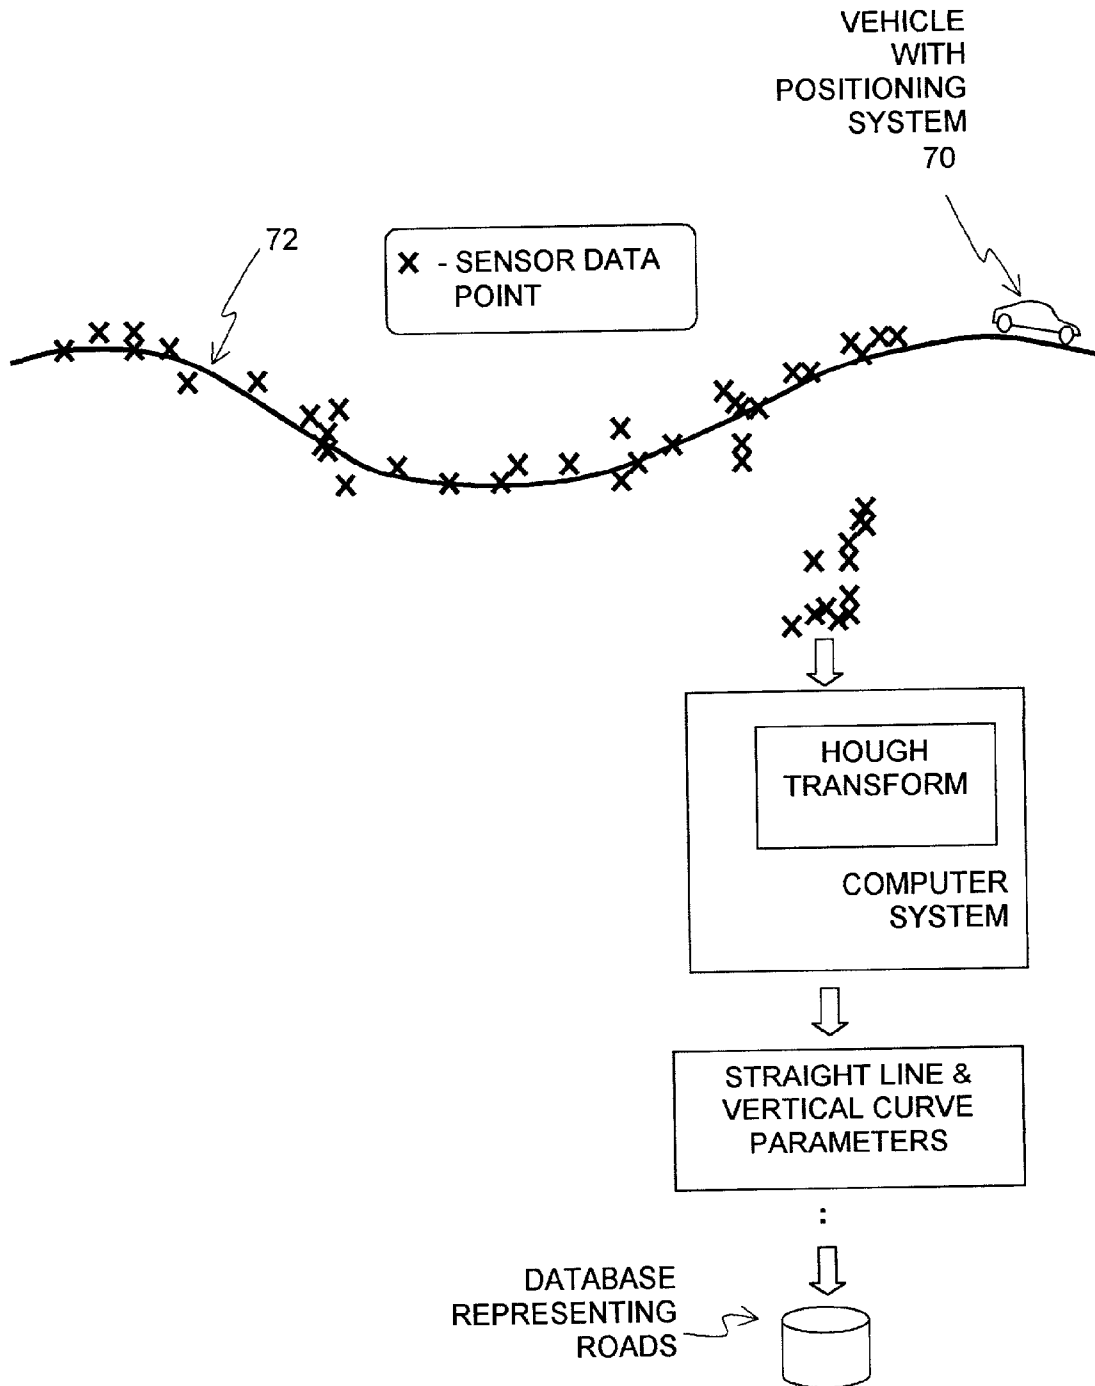 VEHICLE
WITH
POSITIONING
SYSTEM
70
72
X - SENSOR DATA
POINT
HOUGH
TRANSFORM
COMPUTER
SYSTEM
STRAIGHT LINE &
VERTICAL CURVE
PARAMETERS
:
DATABASE
REPRESENTING
ROADS